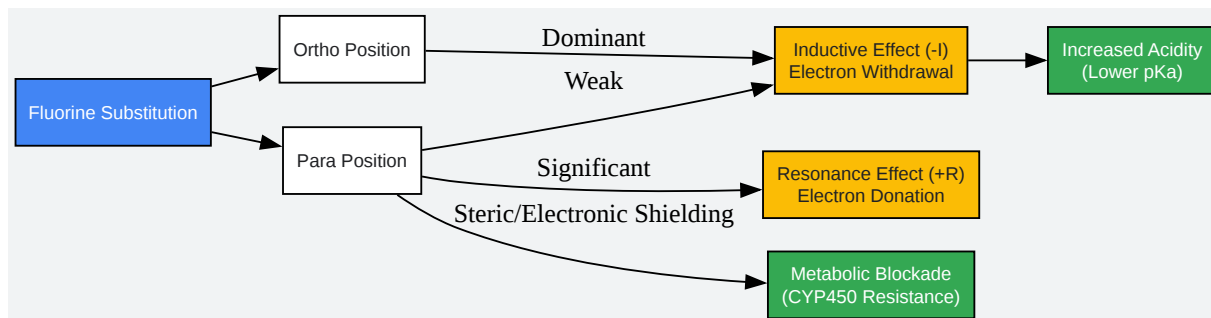 Fluorine Substitution
Ortho Position
Para Position
Dominant
Weak
Significant
Steric/Electronic Shielding
Inductive Effect (-I)
Electron Withdrawal
Resonance Effect (+R)
Electron Donation
Metabolic Blockade
(CYP450 Resistance)
Increased Acidity
(Lower pKa)